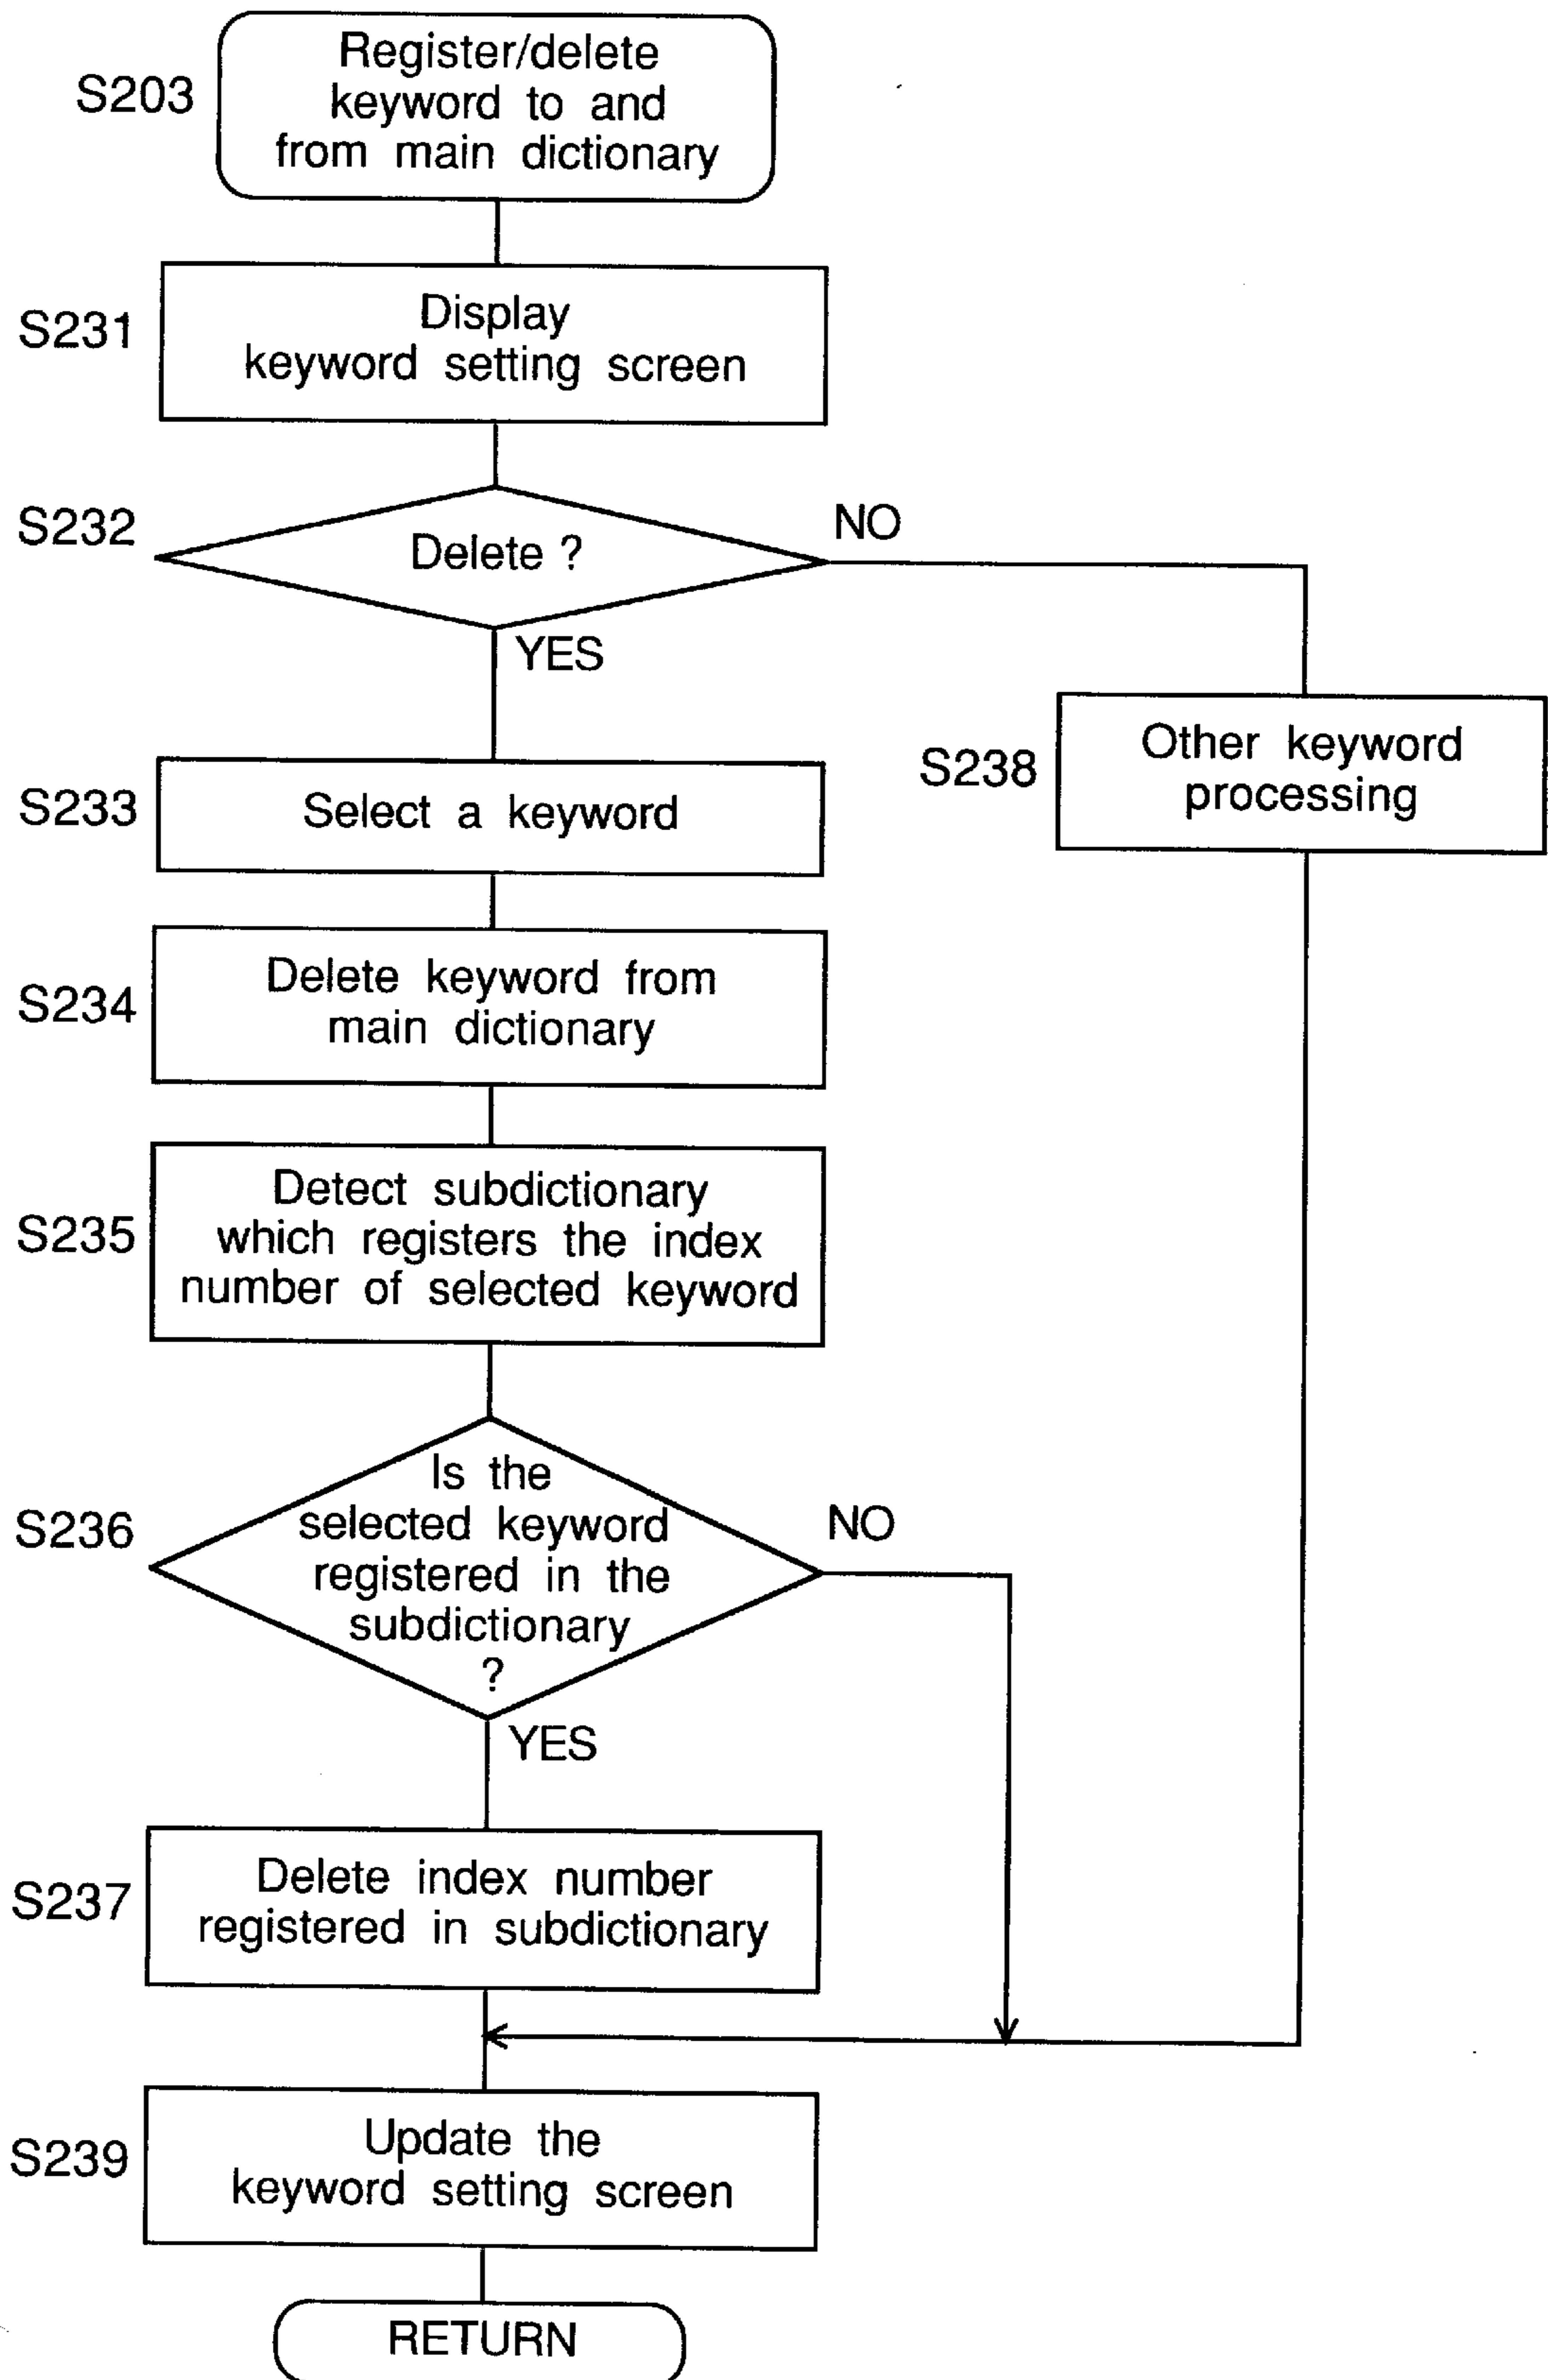 S203
Register/delete
keyword to and
from main dictionary
S231
Display
keyword setting screen
S232
Delete ?
NO
YES
S238
Other keyword
processing
S233
Select a keyword
S234
Delete keyword from
main dictionary
S235
Detect subdictionary
which registers the index
number of selected keyword
S236
Is the
selected keyword
registered in the
subdictionary
?
NO
YES
S237
Delete index number
registered in subdictionary
S239
Update the
keyword setting screen
RETURN